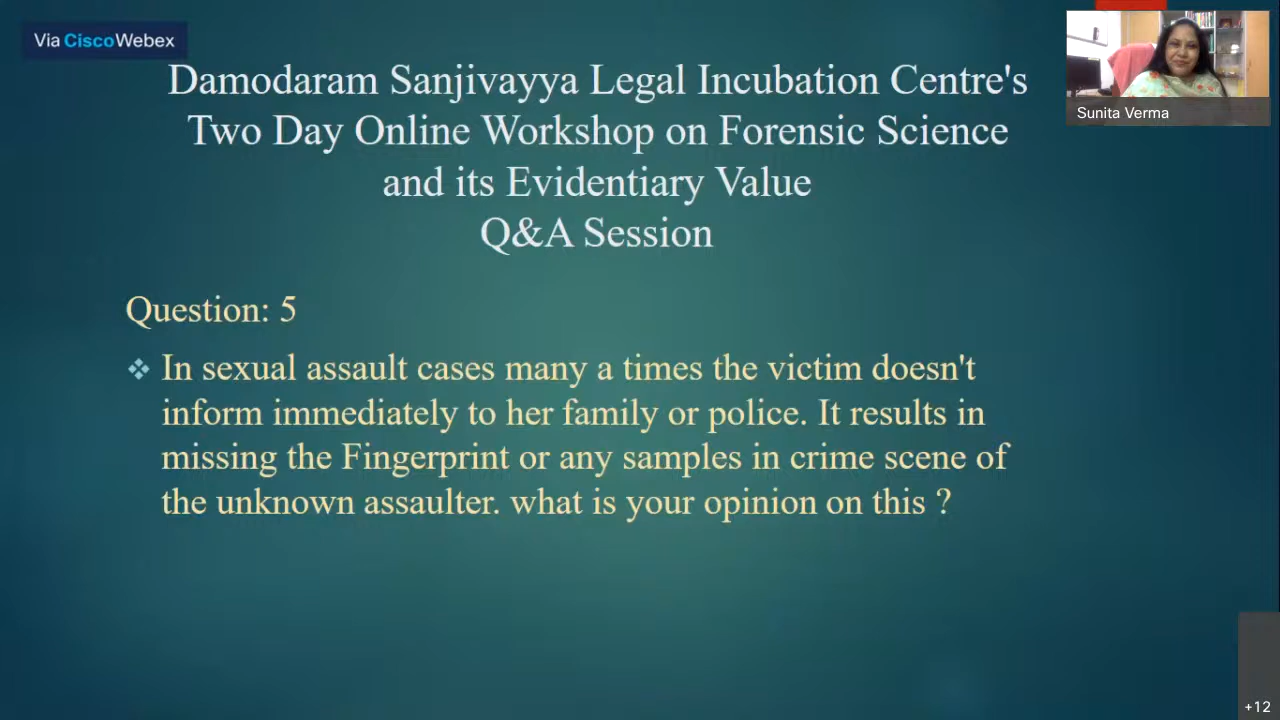 Via CiscoWebex
Damodaram Sanjivayya Legal Incubation Centre's
Two Day Online Workshop on Forensic Science
and its Evidentiary Value
Q&A Session
Sunita Verma
Question: 5
In sexual assault cases many a times the victim doesn't
inform immediately to her family or police. It results in
missing the Fingerprint or any samples in crime scene of
the unknown assaulter. what is your opinion on this ?
+12